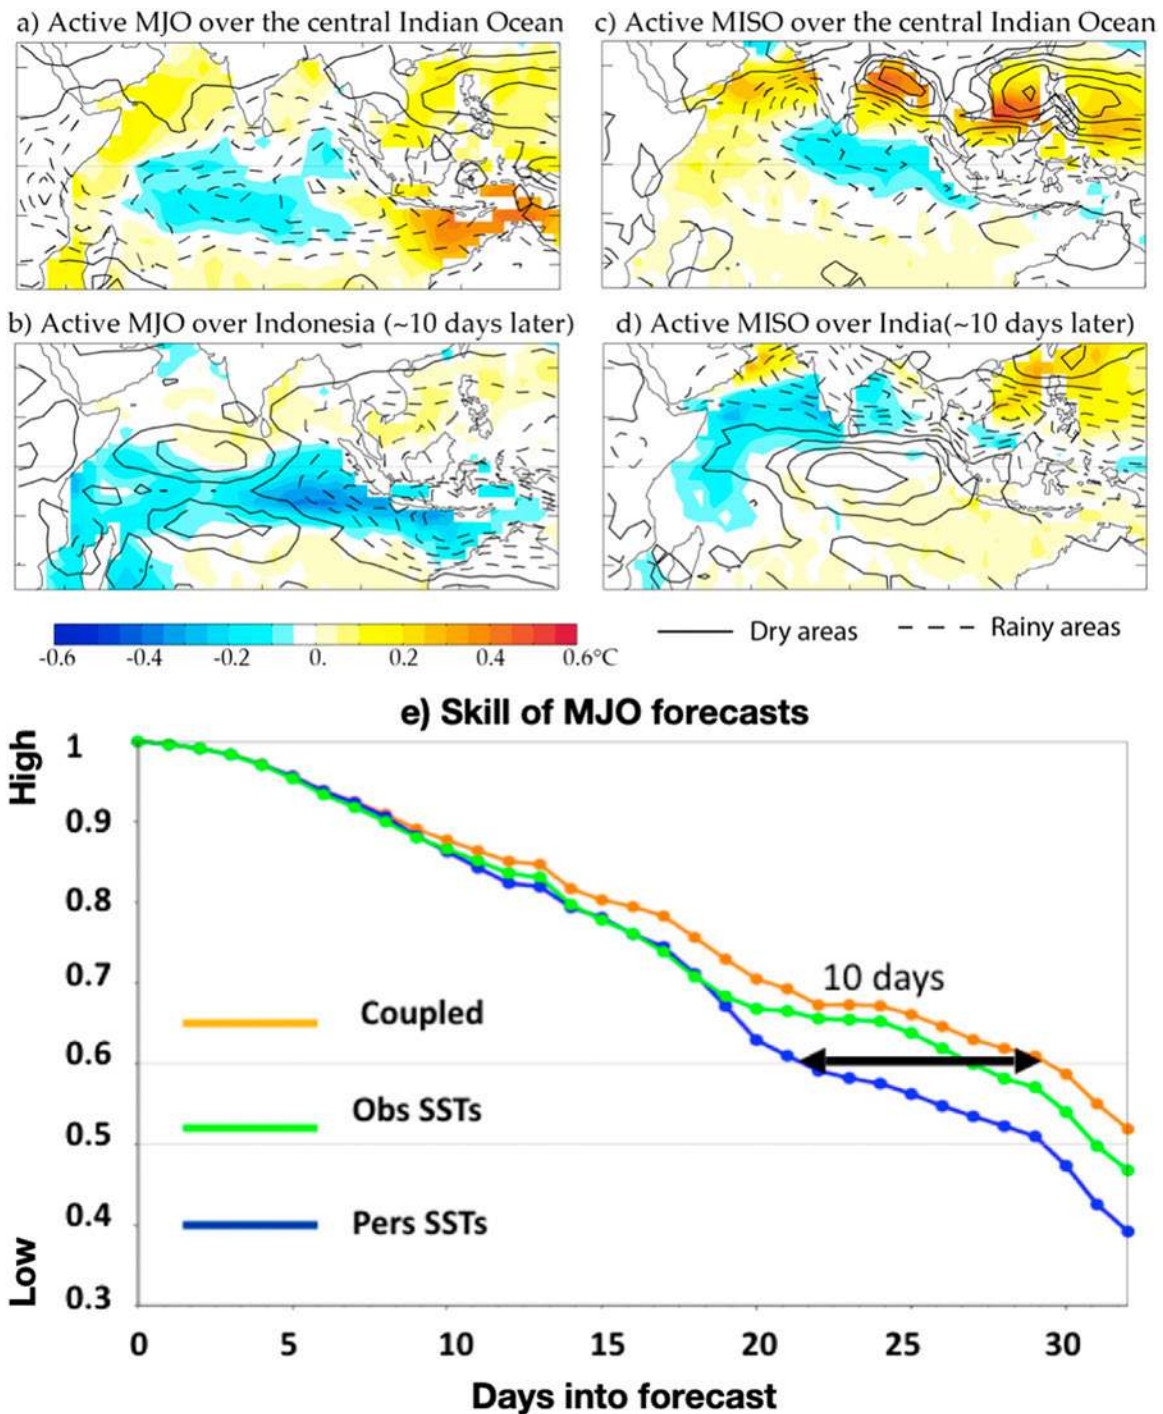 a) Active MJO over the central Indian Ocean
c) Active MISO over the central Indian Ocean
b) Active MJO over Indonesia (~10 days later)
d) Active MISO over India(~10 days later)
-0.6 -0.4 -0.2 0. 0.2 0.4 0.6°C
Dry areas
Rainy areas
e) Skill of MJO forecasts
High
Low
1
0.9
0.8
0.7
0.6
0.5
0.4
0.3
10 days
Coupled
Obs SSTs
Pers SSTs
0 5 10 15 20 25 30
Days into forecast